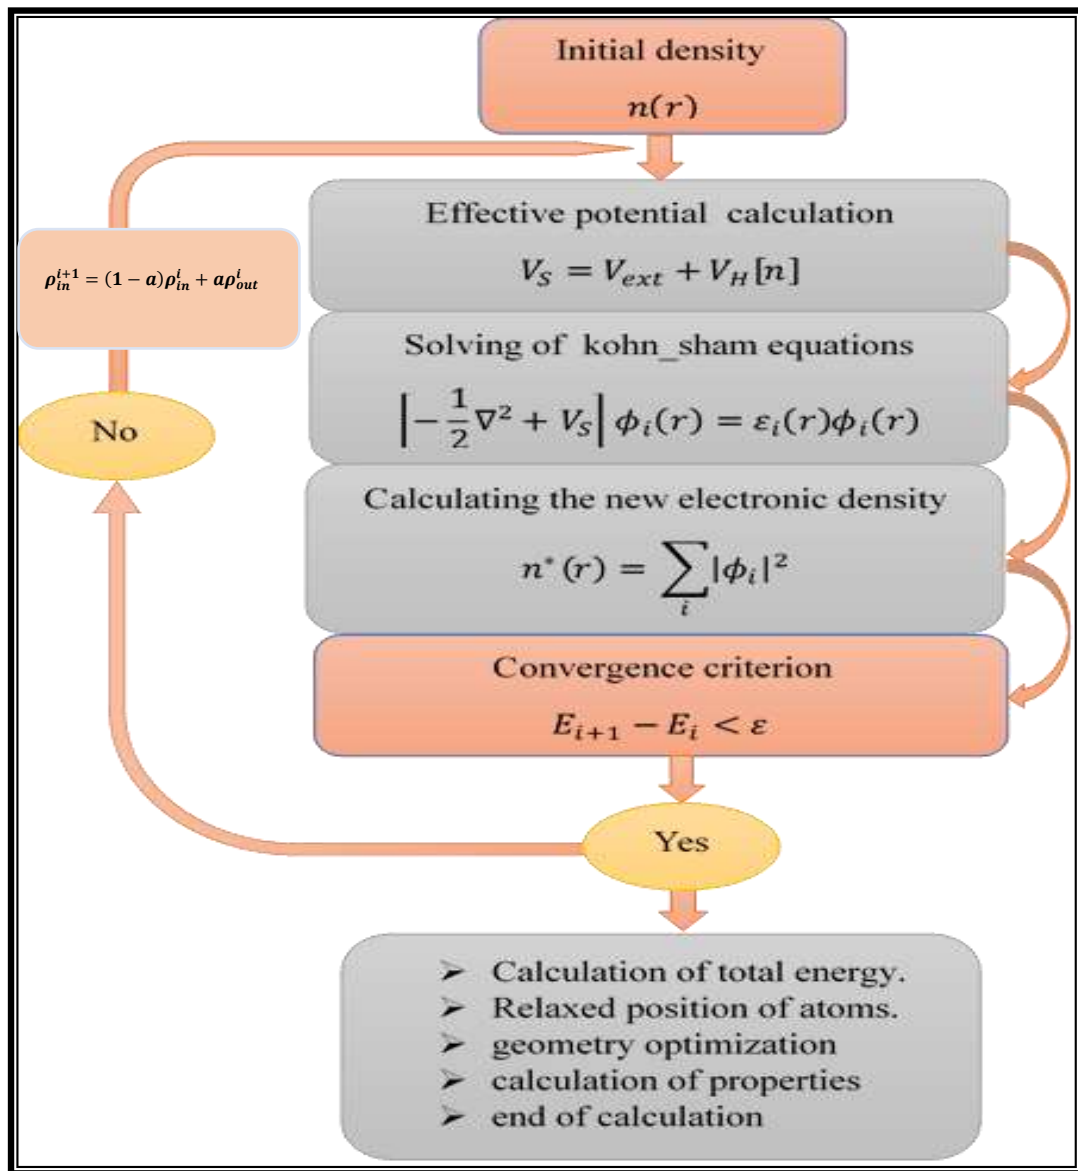 Initial density
n(r)
Effective potential calculation
V_S = V_ext + V_H[n]
ρ_in^{i+1} = (1 − a)ρ_in^i + aρ_out^i
Solving of kohn_sham equations
|−1/2 ∇² + V_S| ϕ_i(r) = ε_i(r)ϕ_i(r)
No
Calculating the new electronic density
n*(r) = ∑_i |ϕ_i|²
Convergence criterion
E_{i+1} − E_i < ε
Yes
➢ Calculation of total energy.
➢ Relaxed position of atoms.
➢ geometry optimization
➢ calculation of properties
➢ end of calculation